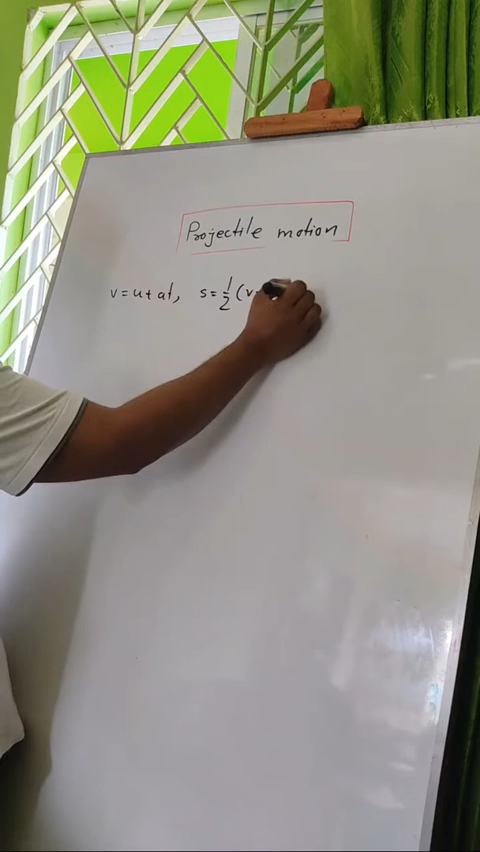 Projectile motion
v = u + at, s = 1/2 (v